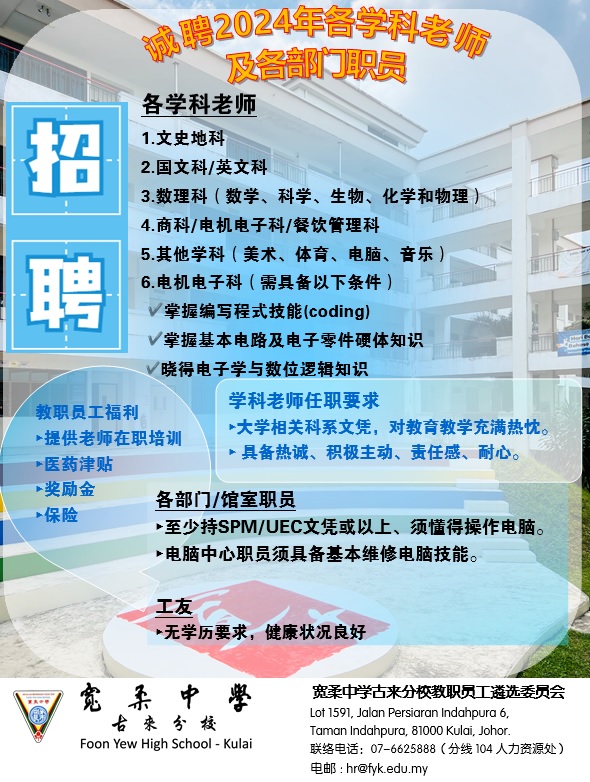 诚聘2024年各学科老师
及各部门职员
招
聘
各学科老师
1.文史地科
2.国文科/英文科
3.数理科（数学、科学、生物、化学和物理）
4.商科/电机电子科/餐饮管理科
5.其他学科（美术、体育、电脑、音乐）
6.电机电子科（需具备以下条件）
✓掌握编写程式技能(coding)
✓掌握基本电路及电子零件硬体知识
✓晓得电子学与数位逻辑知识
教职员工福利
▸提供老师在职培训
▸医药津贴
▸奖励金
▸保险
学科老师任职要求
▸大学相关科系文凭，对教育教学充满热忱。
▸ 具备热诚、积极主动、责任感、耐心。
各部门/馆室职员
▸至少持SPM/UEC文凭或以上、须懂得操作电脑。
▸电脑中心职员须具备基本维修电脑技能。
工友
▸无学历要求，健康状况良好
宽柔中學
古来分校
Foon Yew High School - Kulai
宽柔中学古来分校教职员工遴选委员会
Lot 1591, Jalan Persiaran Indahpura 6,
Taman Indahpura, 81000 Kulai, Johor.
联络电话：07-6625888（分线 104 人力资源处）
电邮 : hr@fyk.edu.my